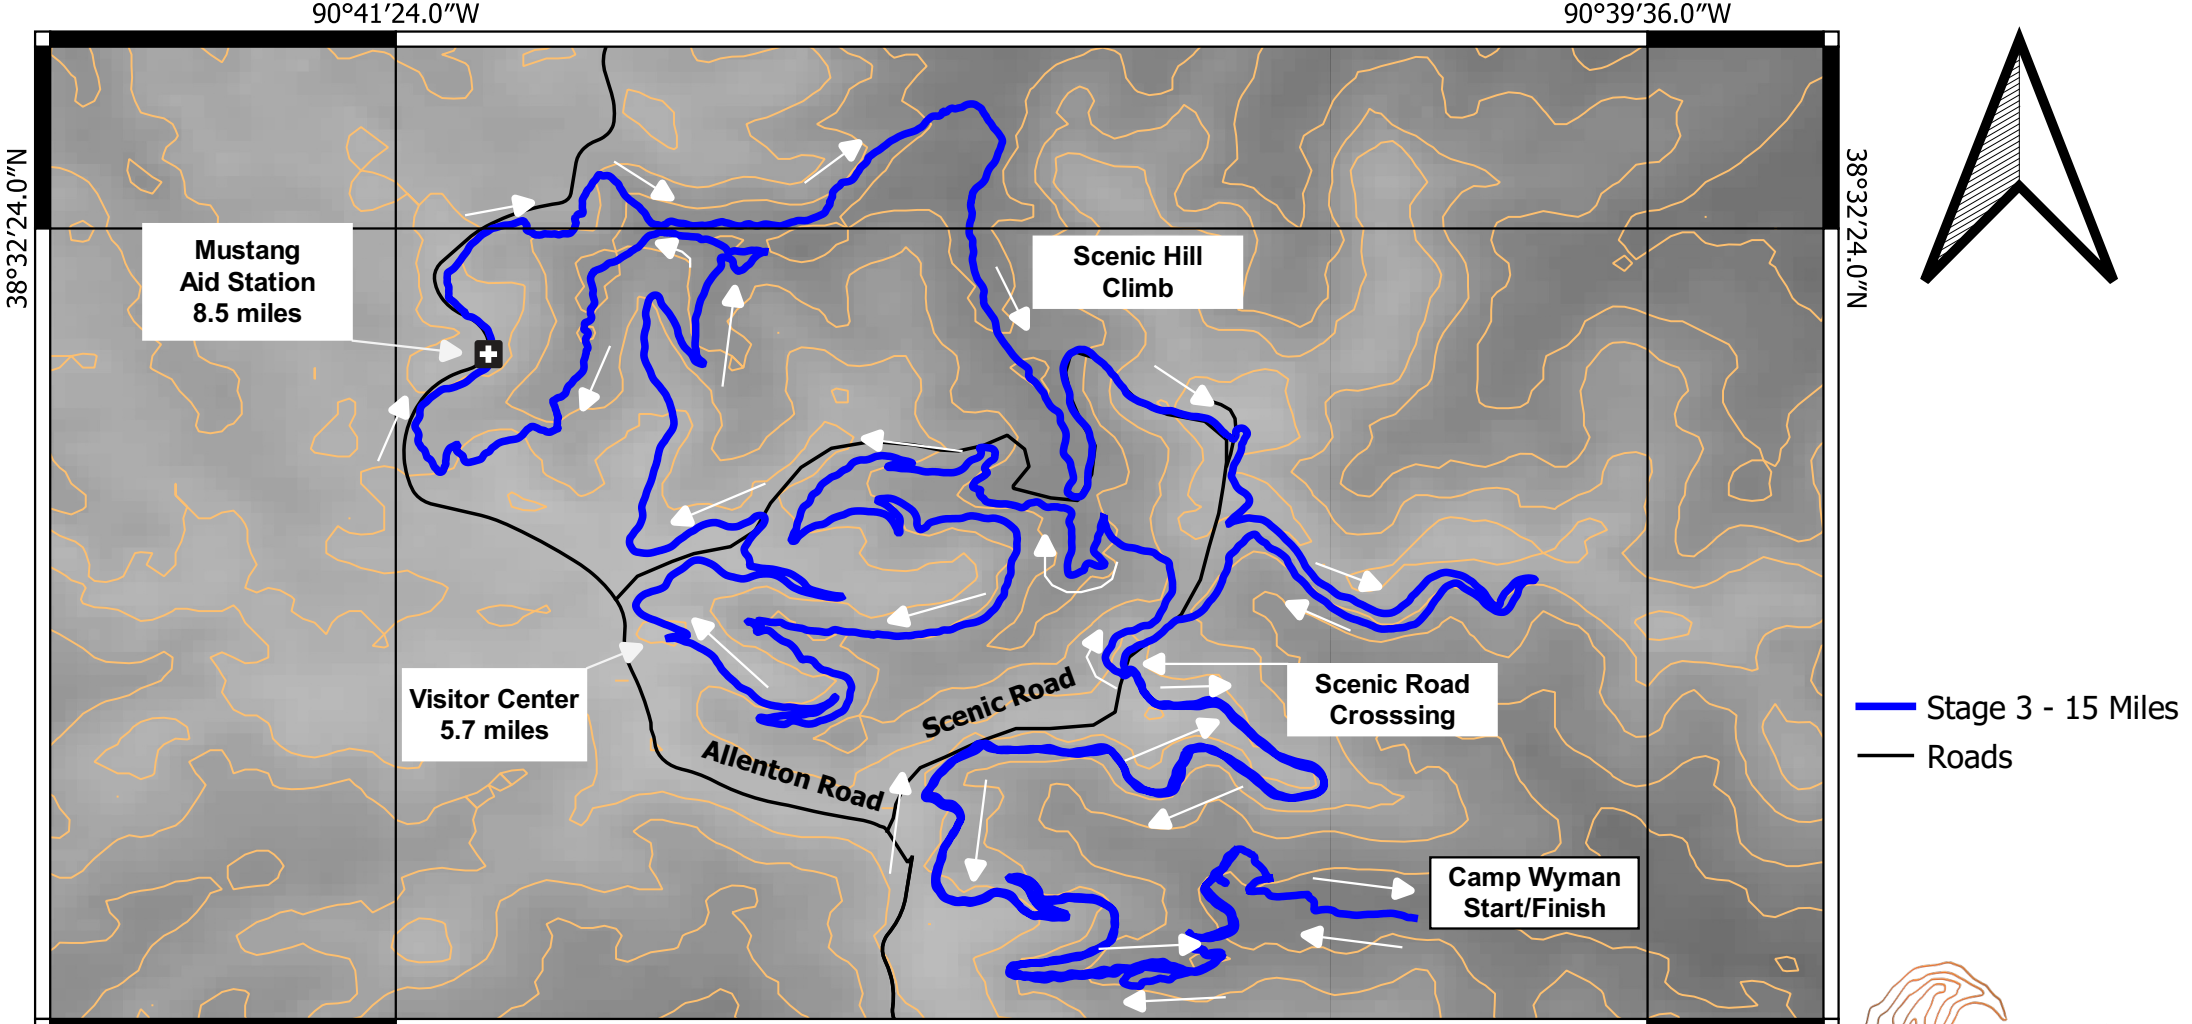 90°41′24.0″W
90°39′36.0″W
38°32′24.0″N
38°32′24.0″N
Mustang
Aid Station
8.5 miles
Scenic Hill
Climb
Visitor Center
5.7 miles
Scenic Road
Allenton Road
Scenic Road
Crosssing
Camp Wyman
Start/Finish
Stage 3 - 15 Miles
Roads